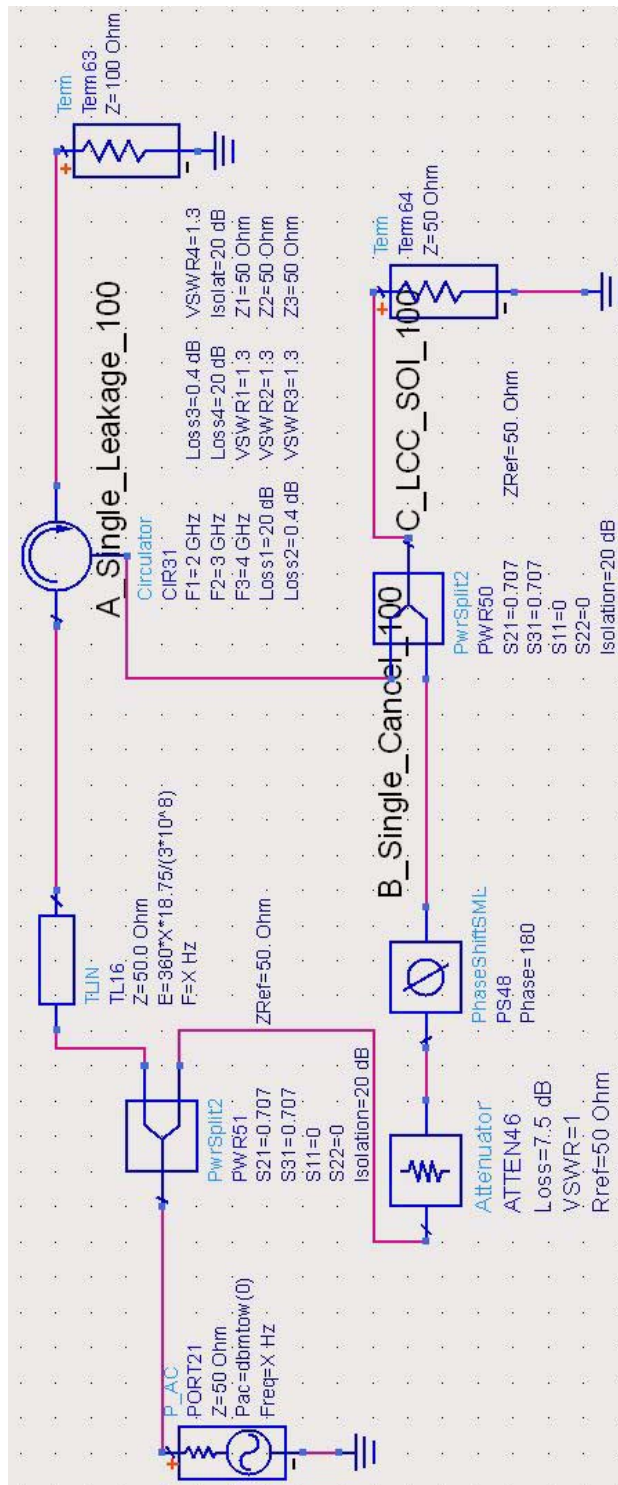 P_AC
PORT21
Z=50 Ohm
Pac=dbmtow(0)
Freq=X Hz
+
-
PwrSplit2
PWR51
S21=0.707
S31=0.707
S11=0
S22=0
Isolation=20 dB
ZRef=50. Ohm
TLIN
TL16
Z=50.0 Ohm
E=360*X*18.75/(3*10^8)
F=X Hz
A_Single_Leakage_100
Circulator
CIR31
F1=2 GHz
F2=3 GHz
F3=4 GHz
Loss1=20 dB
Loss2=0.4 dB
Loss3=0.4 dB
Loss4=20 dB
VSWR1=1.3
VSWR2=1.3
VSWR3=1.3
VSWR4=1.3
Isolat=20 dB
Z1=50 Ohm
Z2=50 Ohm
Z3=50 Ohm
Term
Term63
Z=100 Ohm
+
-
Attenuator
ATTEN46
Loss=7.5 dB
VSWR=1
Rref=50 Ohm
PhaseShiftSML
PS48
Phase=180
B_Single_Cancel_100
PwrSplit2
PWR50
S21=0.707
S31=0.707
S11=0
S22=0
Isolation=20 dB
ZRef=50. Ohm
C_LCC_SOI_100
Term
Term64
Z=50 Ohm
+
-